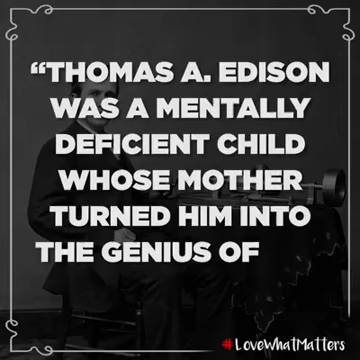 “THOMAS A. EDISON
WAS A MENTALLY
DEFICIENT CHILD
WHOSE MOTHER
TURNED HIM INTO
THE GENIUS OF
#LoveWhatMatters